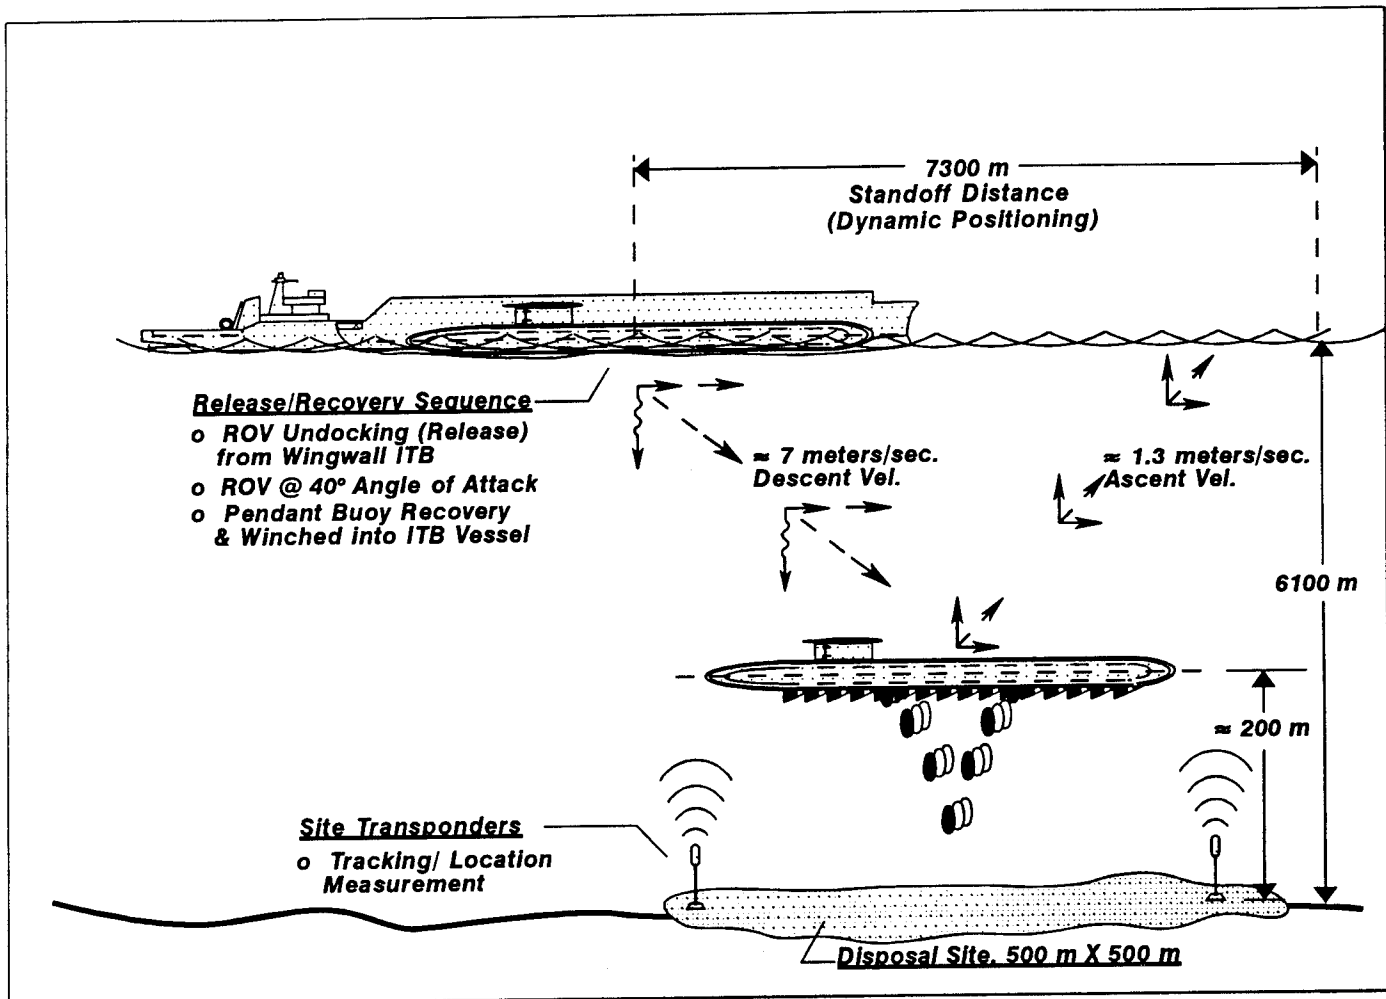 7300 m
Standoff Distance
(Dynamic Positioning)
Release/Recovery Sequence
o ROV Undocking (Release)
from Wingwall ITB
o ROV @ 40° Angle of Attack
o Pendant Buoy Recovery
& Winched into ITB Vessel
≈ 7 meters/sec.
Descent Vel.
≈ 1.3 meters/sec.
Ascent Vel.
6100 m
≈ 200 m
Site Transponders
o Tracking/ Location
Measurement
Disposal Site, 500 m X 500 m